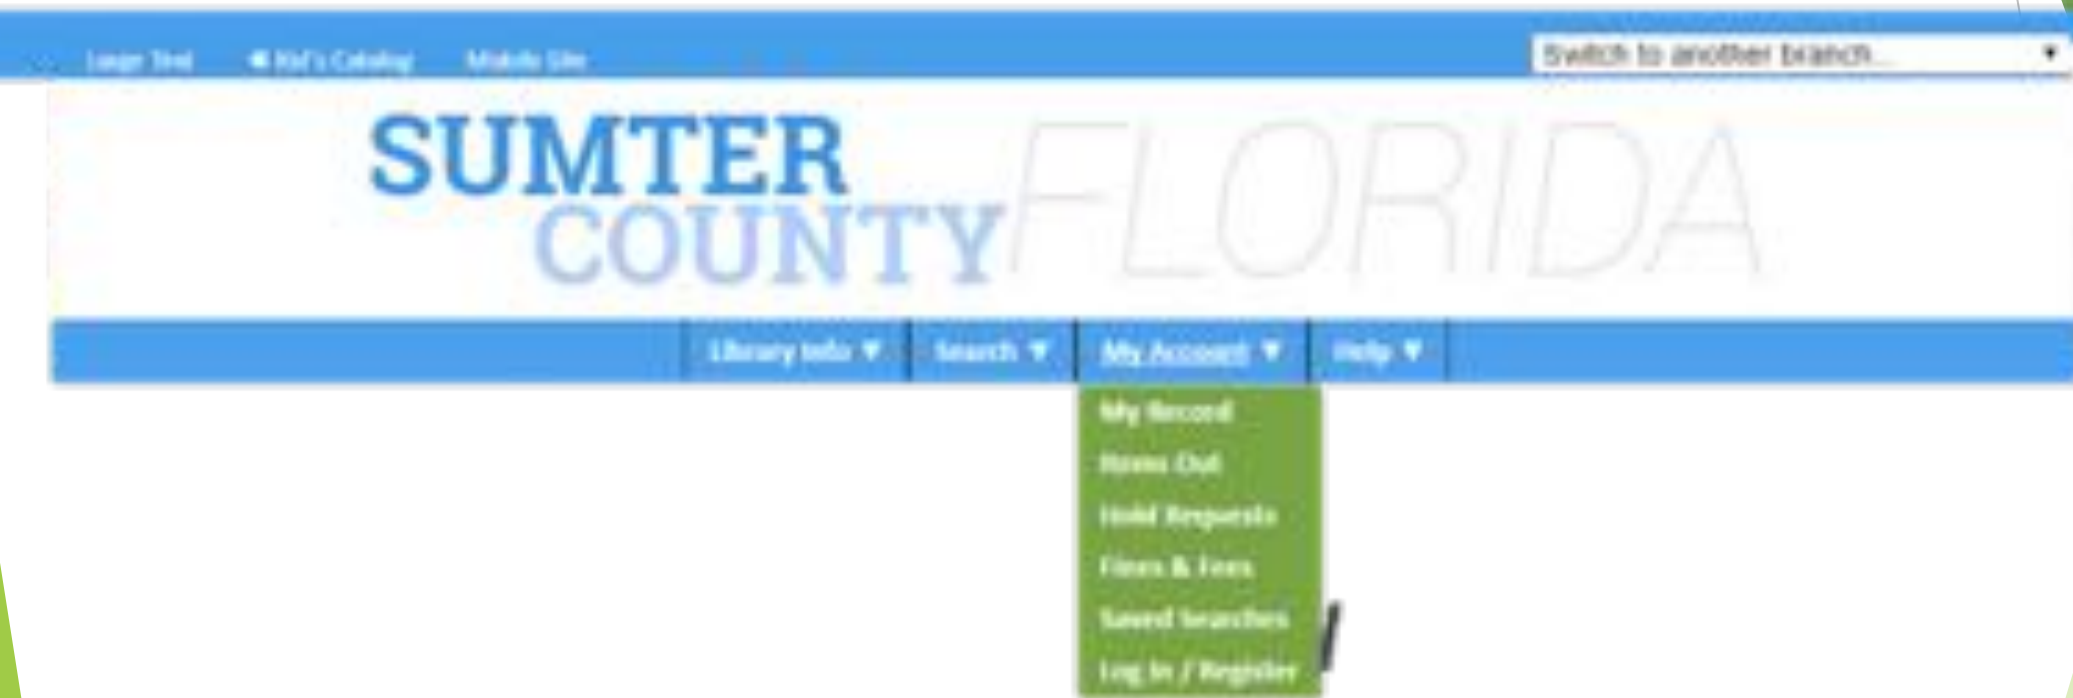 Large Text Kid's Catalog Mobile Site Switch to another branch...
SUMTER
COUNTY FLORIDA
Library Info ▼ Search ▼ My Account ▼ Help ▼
My Record
Items Out
Hold Requests
Fines & Fees
Saved Searches
Log In / Register